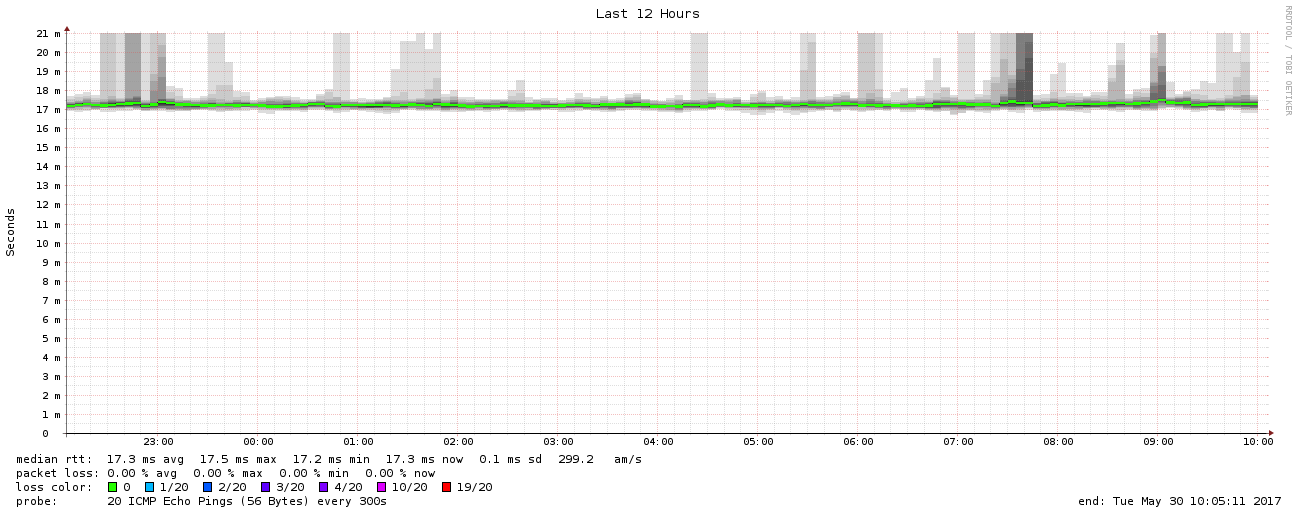 Last 12 Hours
RRDTOOL / TOBI OETIKER
Seconds
21 m
20 m
19 m
18 m
17 m
16 m
15 m
14 m
13 m
12 m
11 m
10 m
9 m
8 m
7 m
6 m
5 m
4 m
3 m
2 m
1 m
0
23:00 00:00 01:00 02:00 03:00 04:00 05:00 06:00 07:00 08:00 09:00 10:00
median rtt: 17.3 ms avg 17.5 ms max 17.2 ms min 17.3 ms now 0.1 ms sd 299.2 am/s
packet loss: 0.00 % avg 0.00 % max 0.00 % min 0.00 % now
loss color: 0 1/20 2/20 3/20 4/20 10/20 19/20
probe: 20 ICMP Echo Pings (56 Bytes) every 300s end: Tue May 30 10:05:11 2017